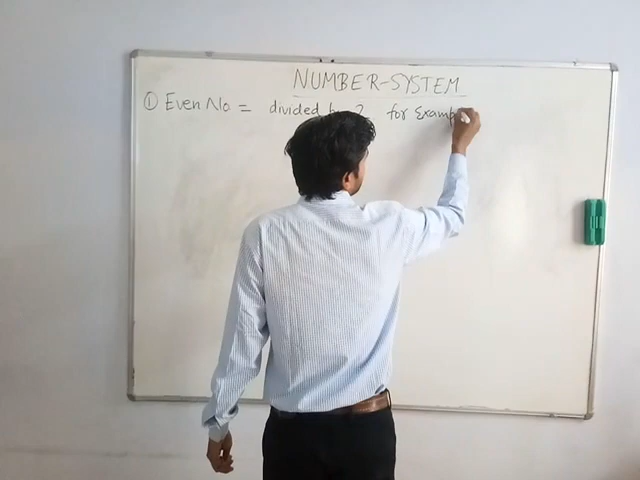 NUMBER-SYSTEM
① Even No = divided by 2 for Examp